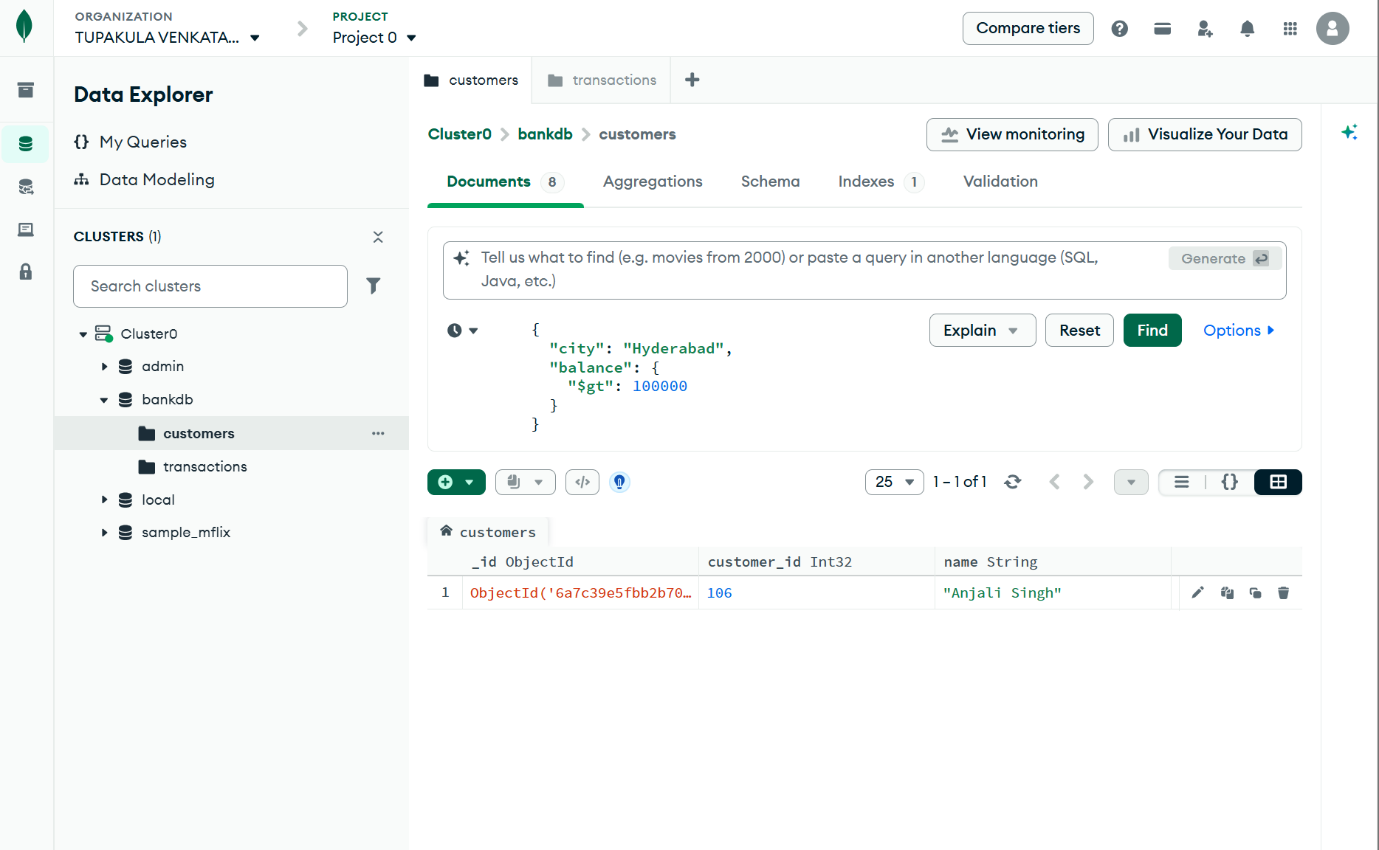 ORGANIZATION
TUPAKULA VENKATA...
PROJECT
Project 0
Compare tiers
Data Explorer
My Queries
Data Modeling
CLUSTERS (1)
Search clusters
Cluster0
admin
bankdb
customers
transactions
local
sample_mflix
customers
transactions
Cluster0 > bankdb > customers
View monitoring
Visualize Your Data
Documents 8
Aggregations
Schema
Indexes 1
Validation
Tell us what to find (e.g. movies from 2000) or paste a query in another language (SQL,
Java, etc.)
Generate
{
"city": "Hyderabad",
"balance": {
"$gt": 100000
}
}
Explain
Reset
Find
Options
25
1 – 1 of 1
customers
_id ObjectId
customer_id Int32
name String
1
ObjectId('6a7c39e5fbb2b70...
106
"Anjali Singh"